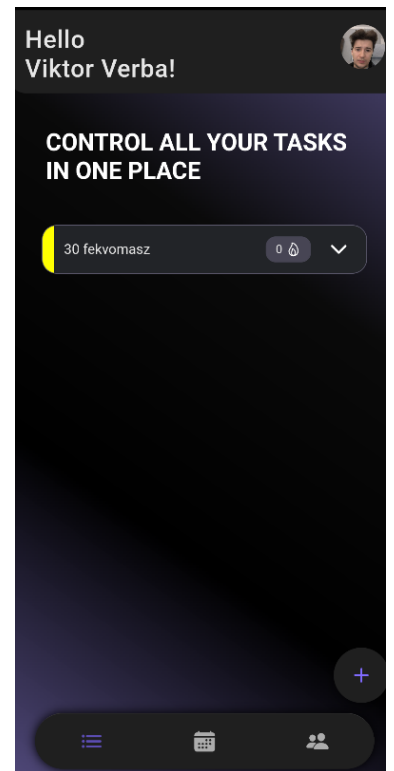 Hello
Viktor Verba!
CONTROL ALL YOUR TASKS
IN ONE PLACE
30 fekvomasz
0
+